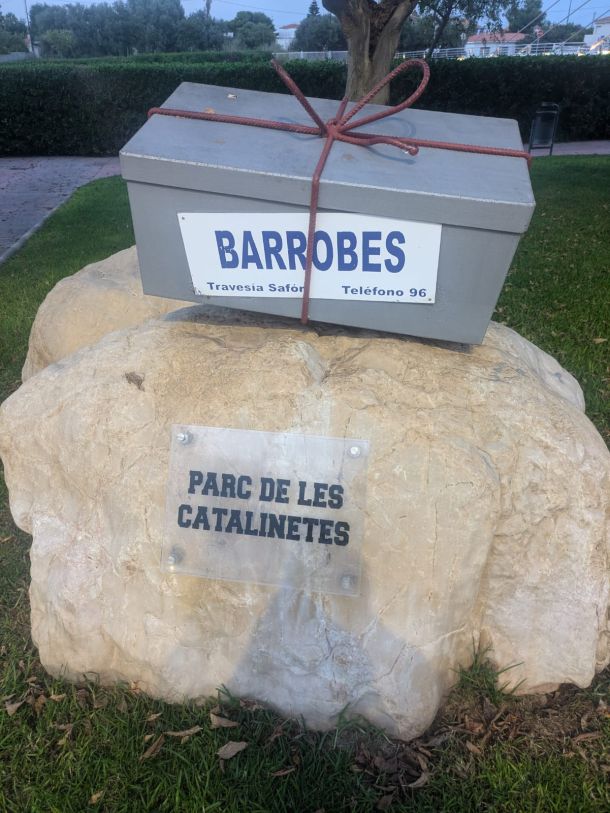 BARROBES
Travesía Safór Teléfono 96
PARC DE LES
CATALINETES